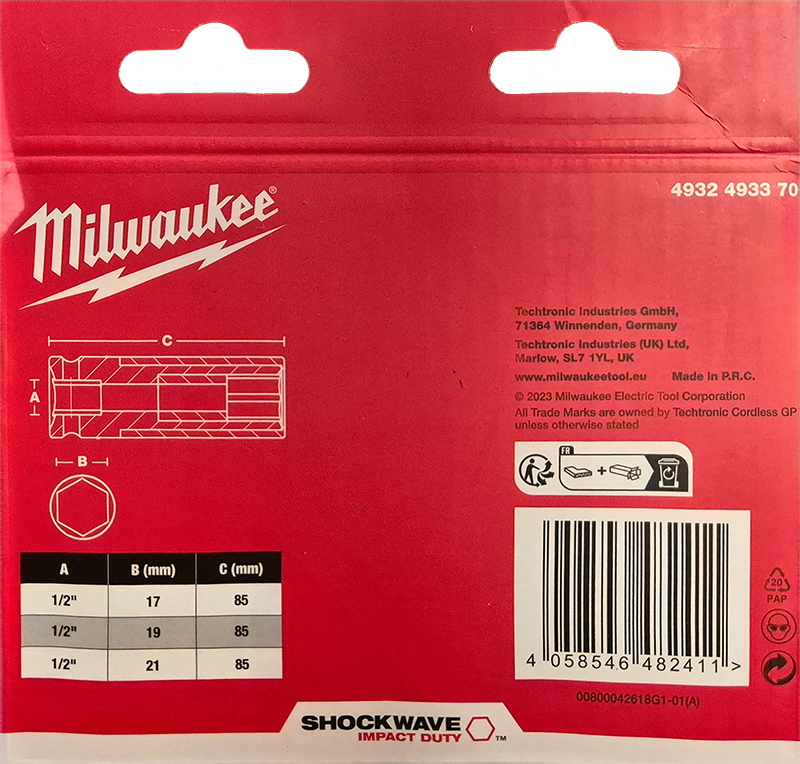 4932 4933 70
Milwaukee®
Techtronic Industries GmbH,
71364 Winnenden, Germany
Techtronic Industries (UK) Ltd,
Marlow, SL7 1YL, UK
www.milwaukeetool.eu Made in P.R.C.
© 2023 Milwaukee Electric Tool Corporation
All Trade Marks are owned by Techtronic Cordless GP
unless otherwise stated
C
A
B
FR
+
A B (mm) C (mm)
1/2" 17 85
1/2" 19 85
1/2" 21 85
4 058546 482411 >
20
PAP
00800042618G1-01(A)
SHOCKWAVE
IMPACT DUTY ™